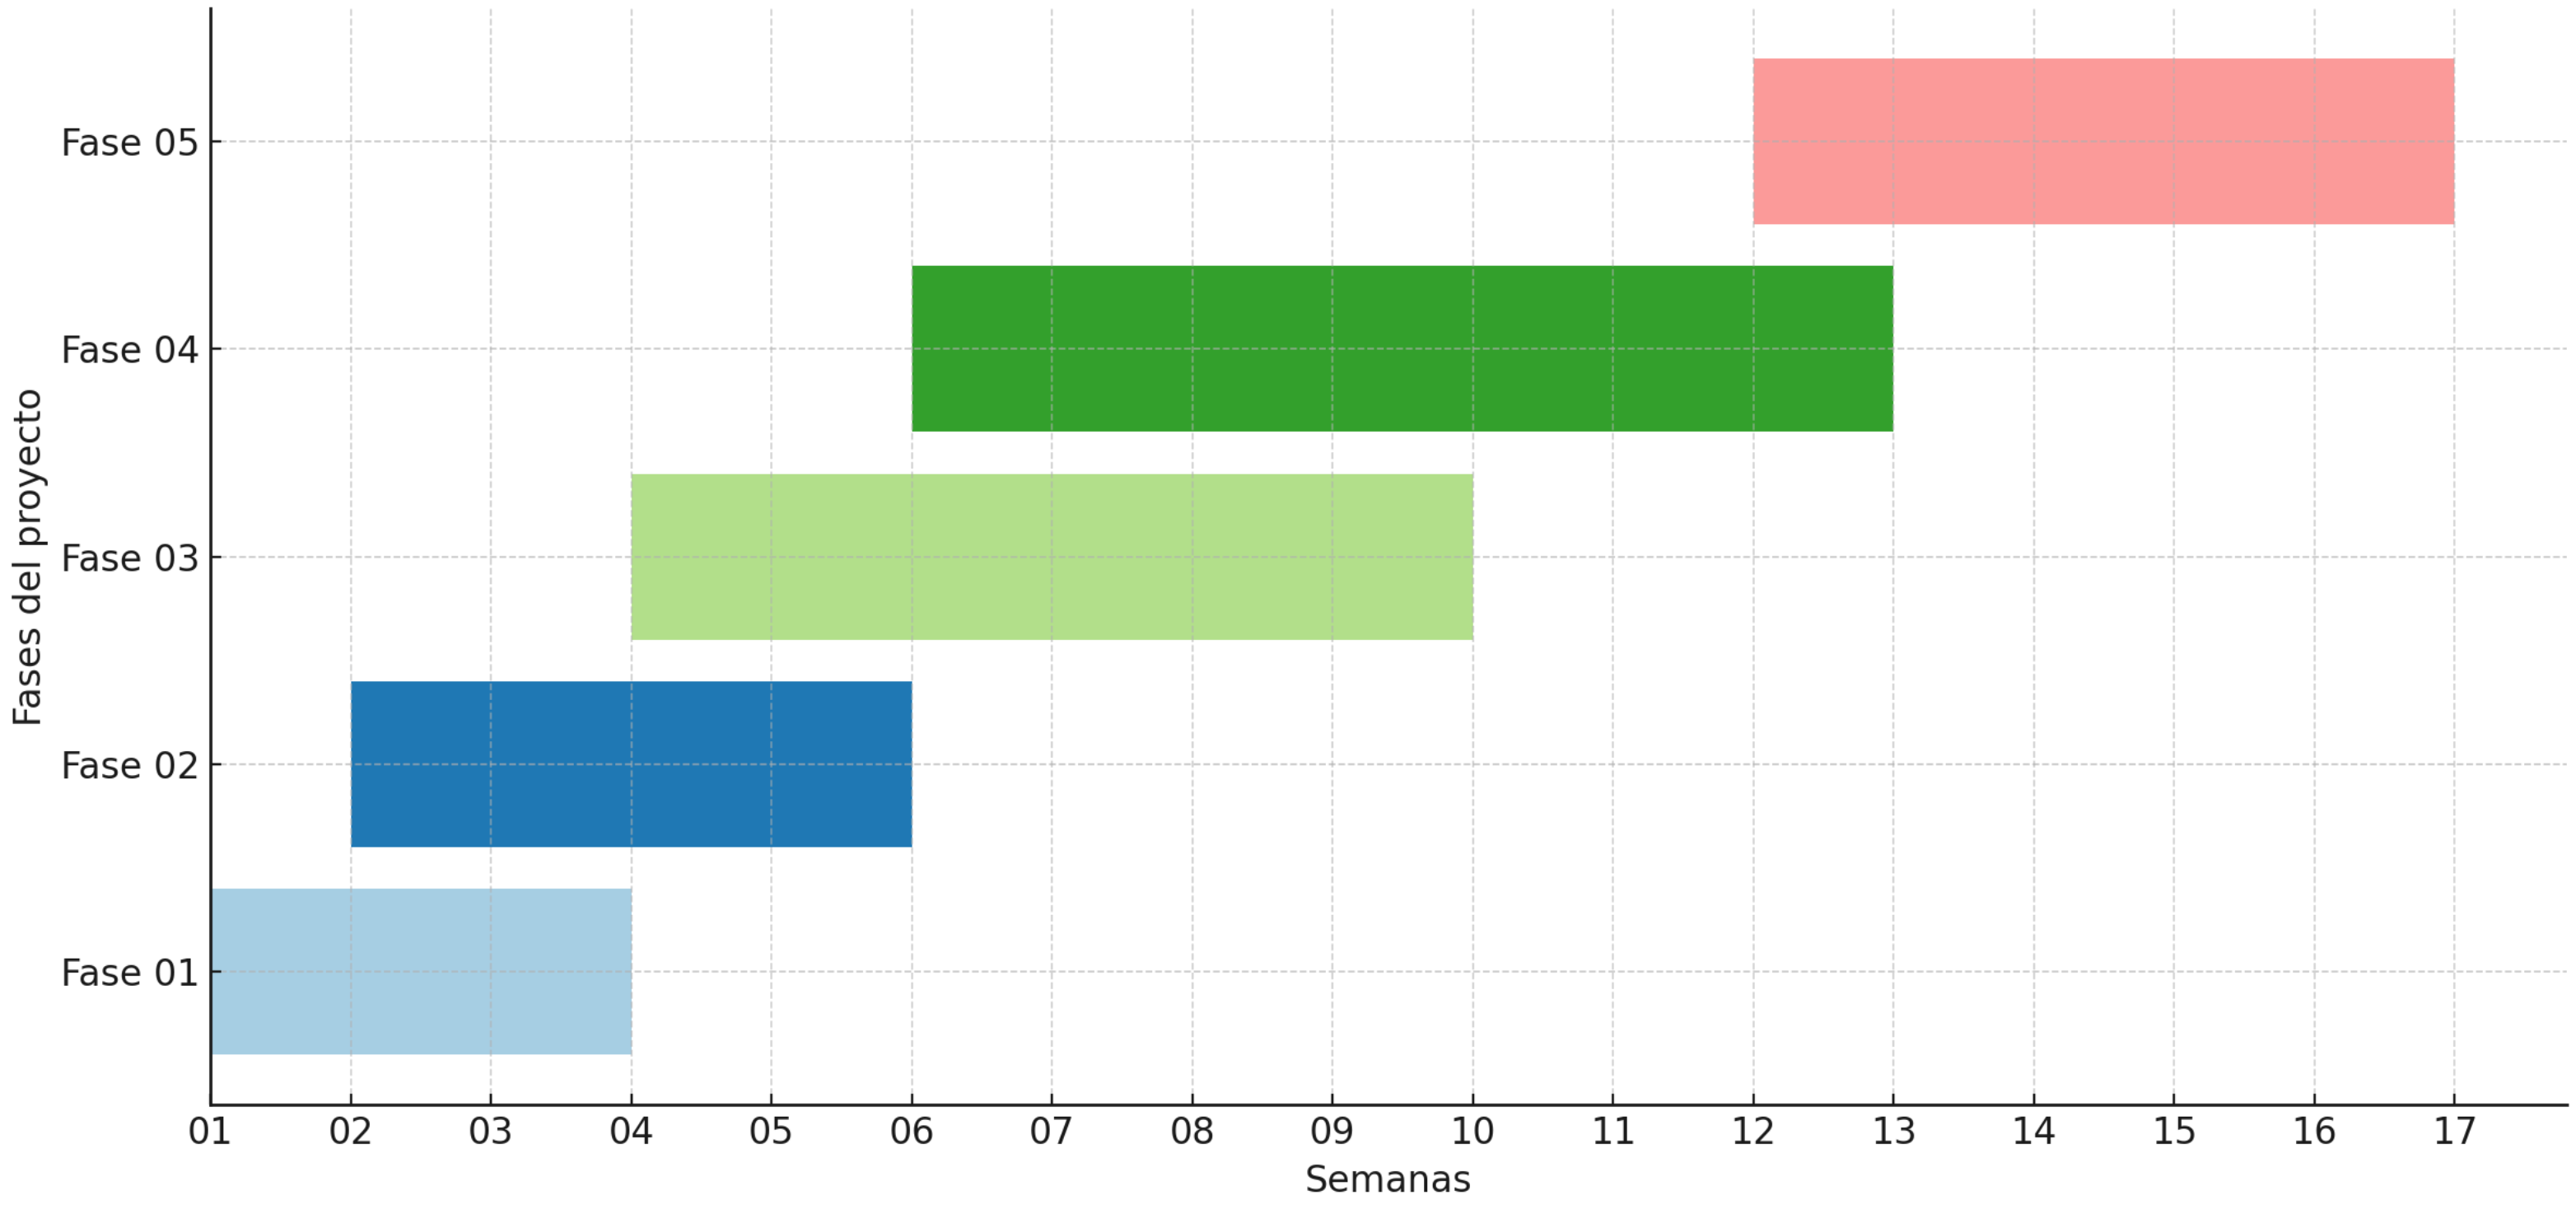 Fases del proyecto
Fase 05
Fase 04
Fase 03
Fase 02
Fase 01
01 02 03 04 05 06 07 08 09 10 11 12 13 14 15 16 17
Semanas